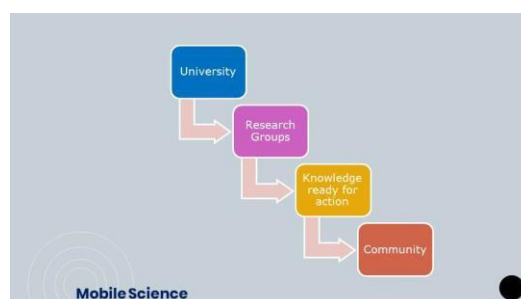 University
Research
Groups
Knowledge
ready for
action
Community
Mobile Science